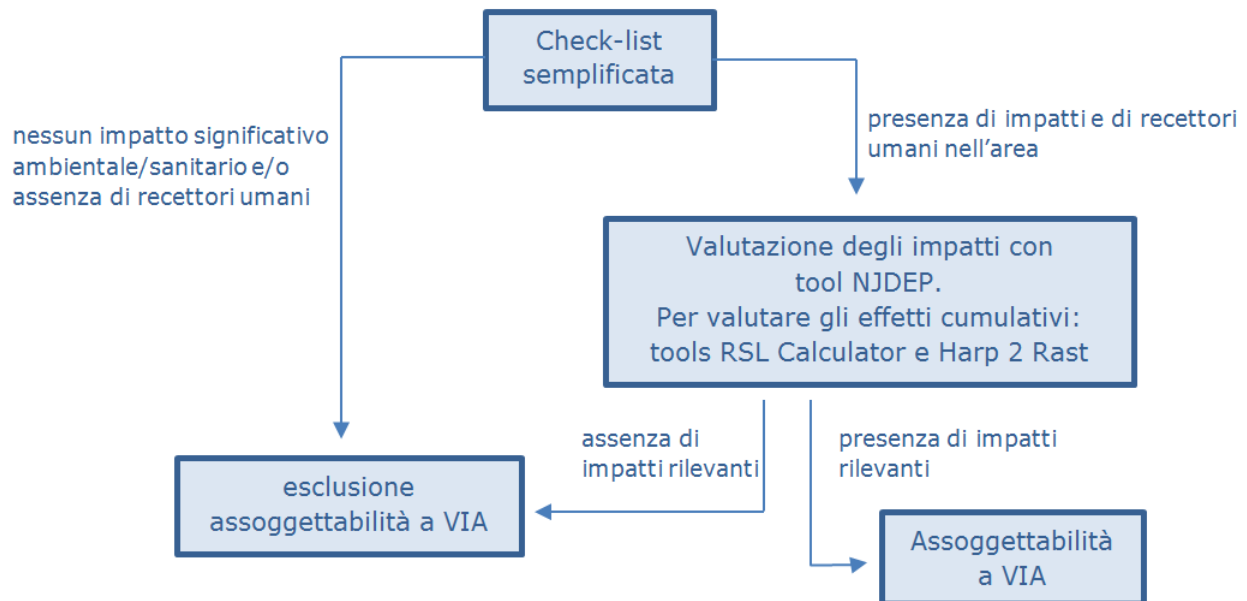 Check-list
semplificata
nessun impatto significativo
ambientale/sanitario e/o
assenza di recettori umani
presenza di impatti e di recettori
umani nell'area
Valutazione degli impatti con
tool NJDEP.
Per valutare gli effetti cumulativi:
tools RSL Calculator e Harp 2 Rast
assenza di
impatti rilevanti
presenza di impatti
rilevanti
esclusione
assoggettabilità a VIA
Assoggettabilità
a VIA